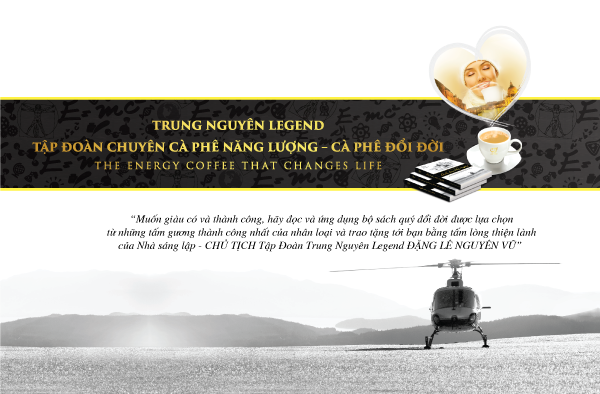 TRUNG NGUYÊN LEGEND
TẬP ĐOÀN CHUYÊN CÀ PHÊ NĂNG LƯỢNG – CÀ PHÊ ĐỔI ĐỜI
THE ENERGY COFFEE THAT CHANGES LIFE
“Muốn giàu có và thành công, hãy đọc và ứng dụng bộ sách quý đổi đời được lựa chọn
từ những tấm gương thành công nhất của nhân loại và trao tặng tới bạn bằng tấm lòng thiện lành
của Nhà sáng lập - CHỦ TỊCH Tập Đoàn Trung Nguyên Legend ĐẶNG LÊ NGUYÊN VŨ”